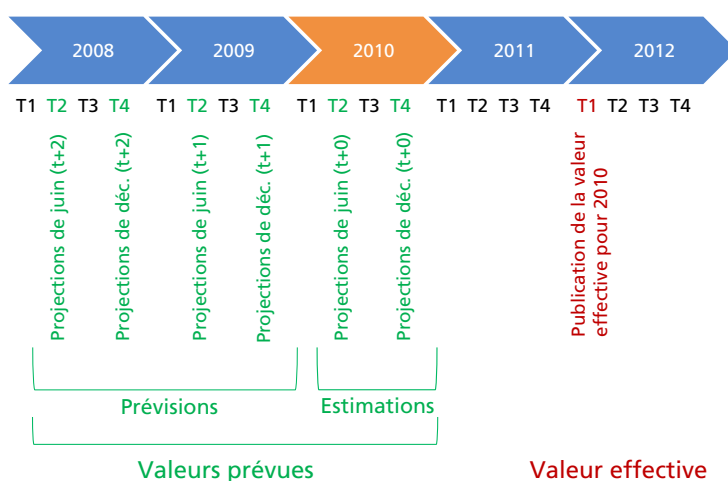 2008 2009 2010 2011 2012
T1 T2 T3 T4 T1 T2 T3 T4 T1 T2 T3 T4 T1 T2 T3 T4 T1 T2 T3 T4
Projections de juin (t+2)
Projections de déc. (t+2)
Projections de juin (t+1)
Projections de déc. (t+1)
Projections de juin (t+0)
Projections de déc. (t+0)
Publication de la valeur
effective pour 2010
Prévisions
Estimations
Valeurs prévues
Valeur effective